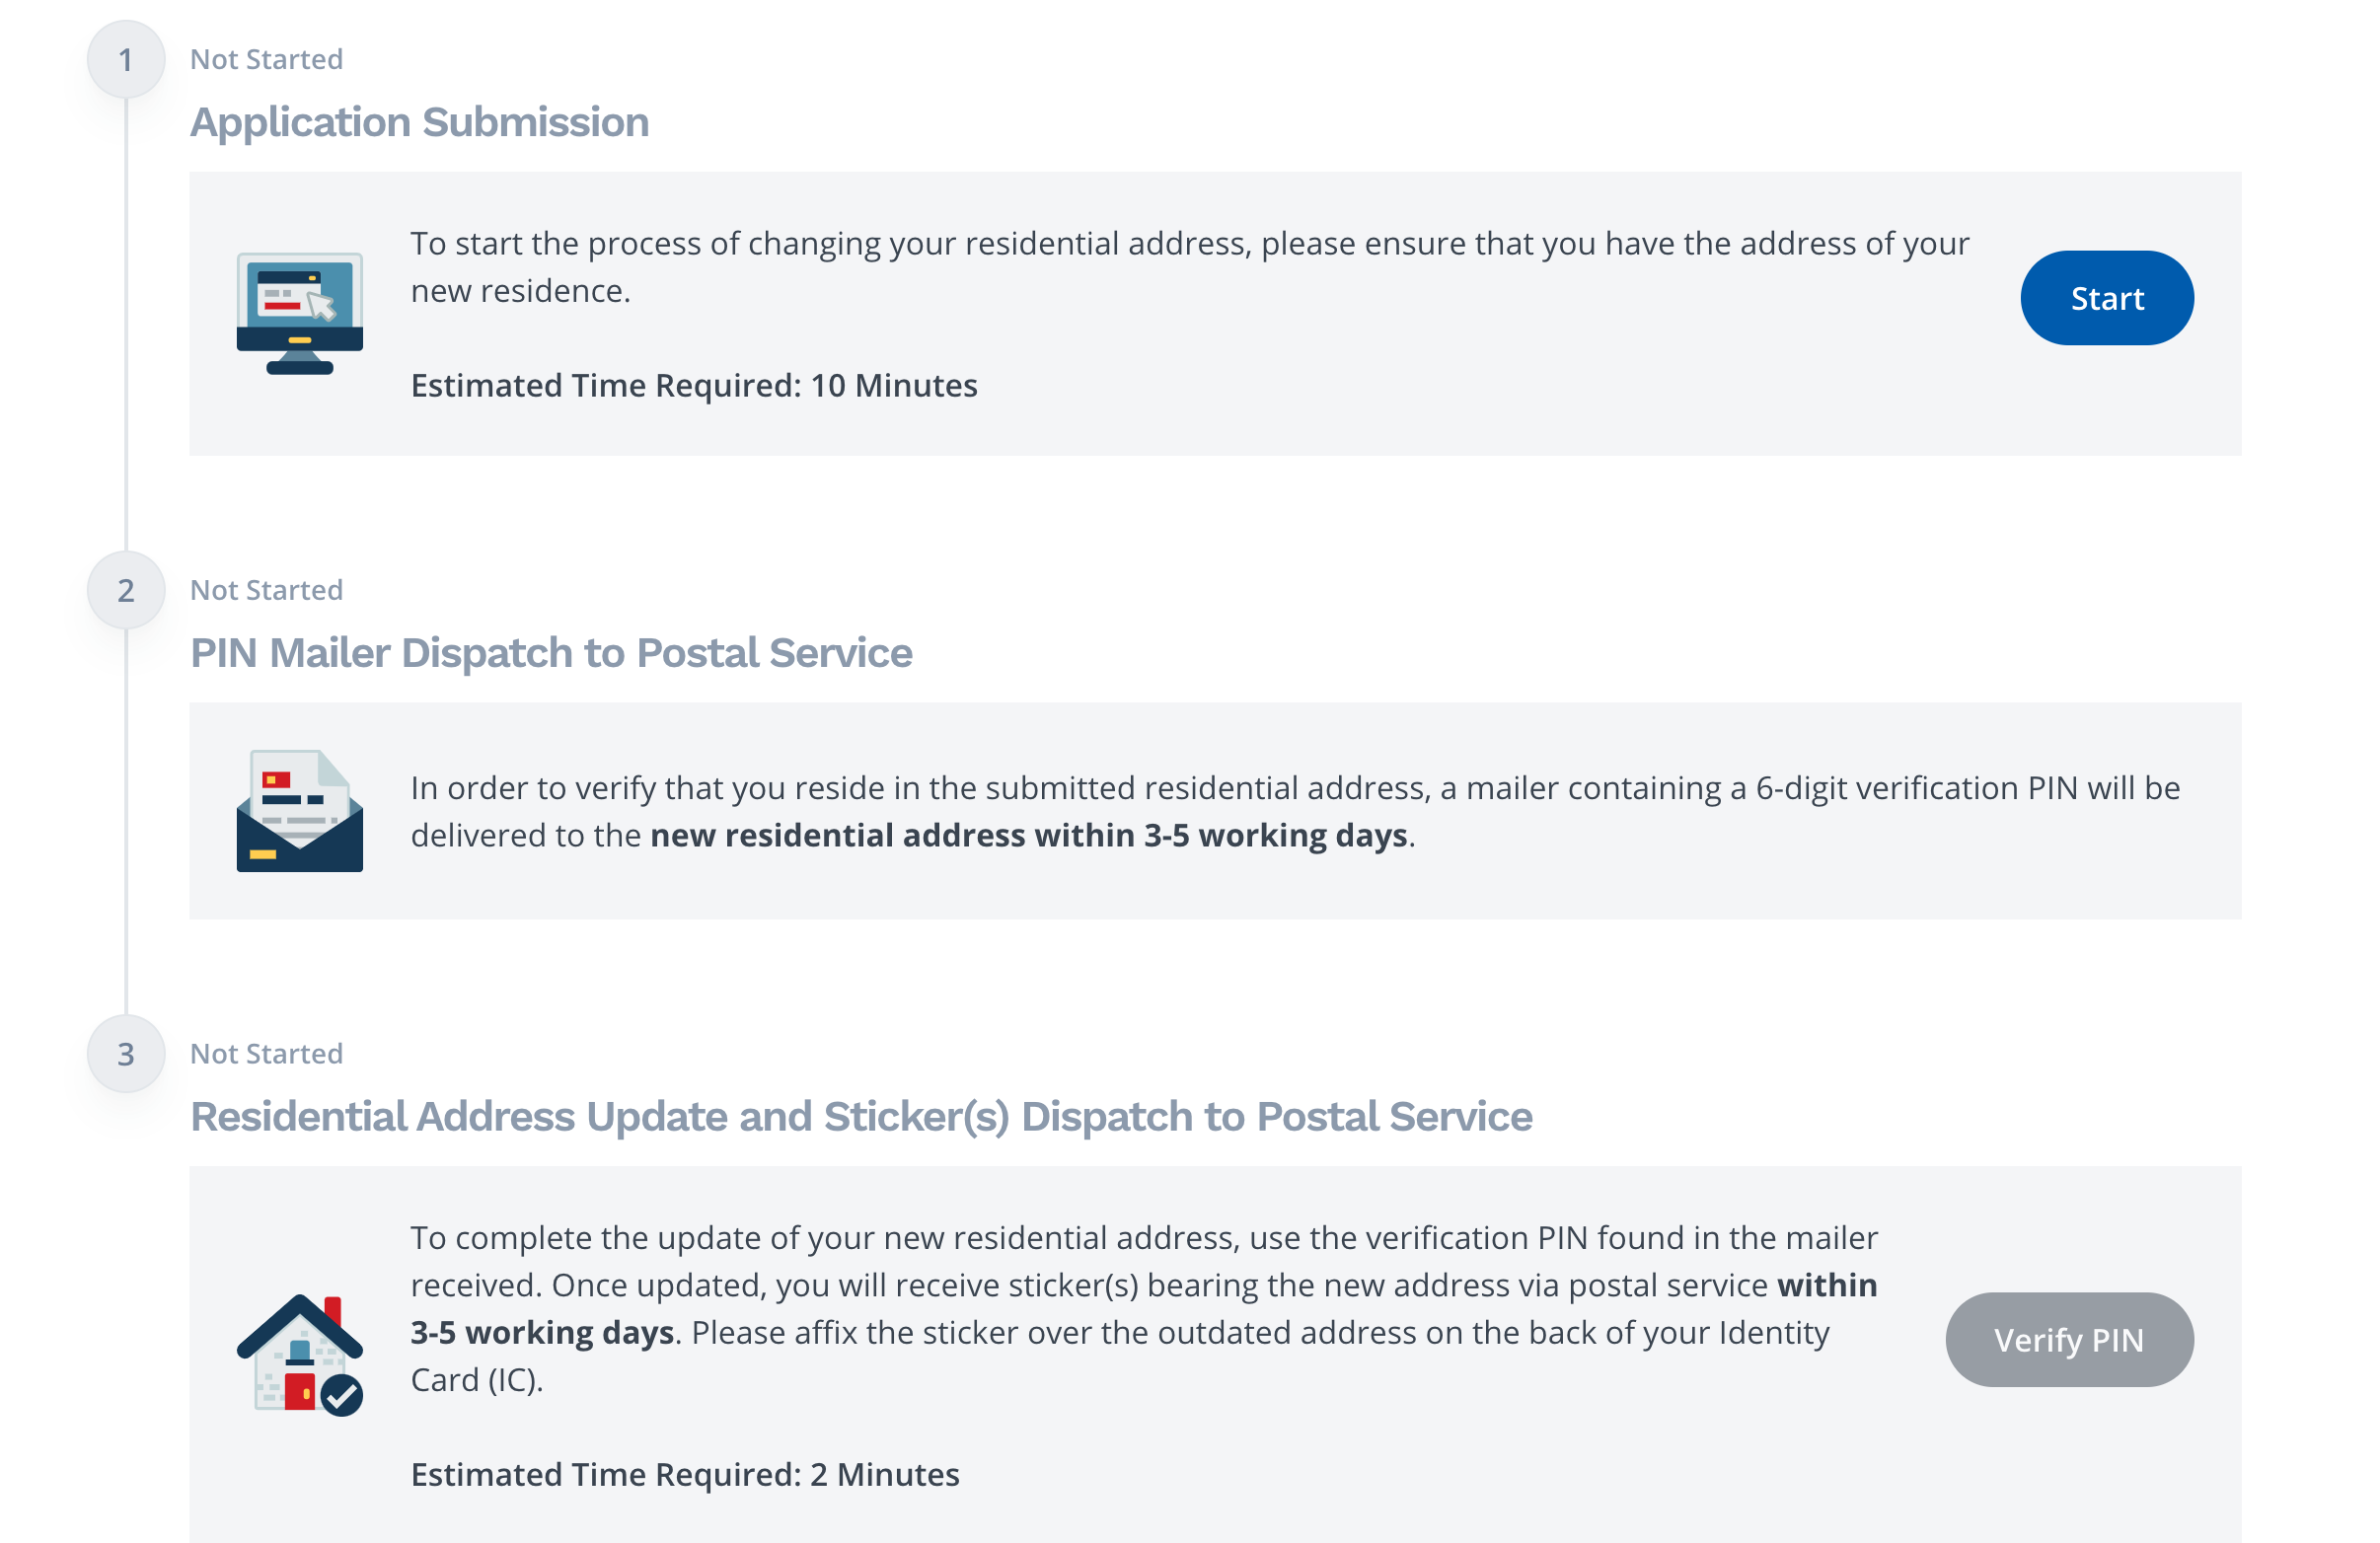 1
Not Started
Application Submission
To start the process of changing your residential address, please ensure that you have the address of your
new residence.
Estimated Time Required: 10 Minutes
Start
2
Not Started
PIN Mailer Dispatch to Postal Service
In order to verify that you reside in the submitted residential address, a mailer containing a 6-digit verification PIN will be
delivered to the new residential address within 3-5 working days.
3
Not Started
Residential Address Update and Sticker(s) Dispatch to Postal Service
To complete the update of your new residential address, use the verification PIN found in the mailer
received. Once updated, you will receive sticker(s) bearing the new address via postal service within
3-5 working days. Please affix the sticker over the outdated address on the back of your Identity
Card (IC).
Estimated Time Required: 2 Minutes
Verify PIN